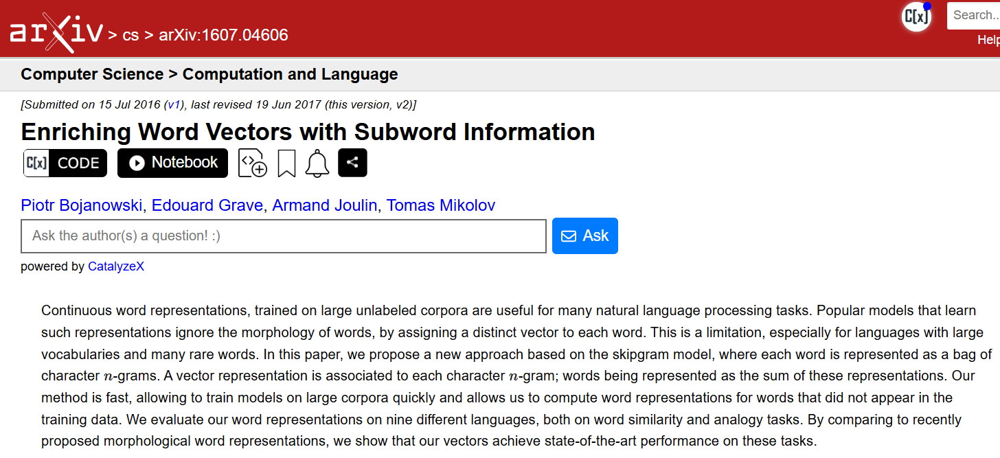 arXiv > cs > arXiv:1607.04606
C[x]
Search..
Help
Computer Science > Computation and Language
[Submitted on 15 Jul 2016 (v1), last revised 19 Jun 2017 (this version, v2)]
Enriching Word Vectors with Subword Information
C[x] CODE Notebook
Piotr Bojanowski, Edouard Grave, Armand Joulin, Tomas Mikolov
Ask the author(s) a question! :) Ask
powered by CatalyzeX
Continuous word representations, trained on large unlabeled corpora are useful for many natural language processing tasks. Popular models that learn
such representations ignore the morphology of words, by assigning a distinct vector to each word. This is a limitation, especially for languages with large
vocabularies and many rare words. In this paper, we propose a new approach based on the skipgram model, where each word is represented as a bag of
character n-grams. A vector representation is associated to each character n-gram; words being represented as the sum of these representations. Our
method is fast, allowing to train models on large corpora quickly and allows us to compute word representations for words that did not appear in the
training data. We evaluate our word representations on nine different languages, both on word similarity and analogy tasks. By comparing to recently
proposed morphological word representations, we show that our vectors achieve state-of-the-art performance on these tasks.